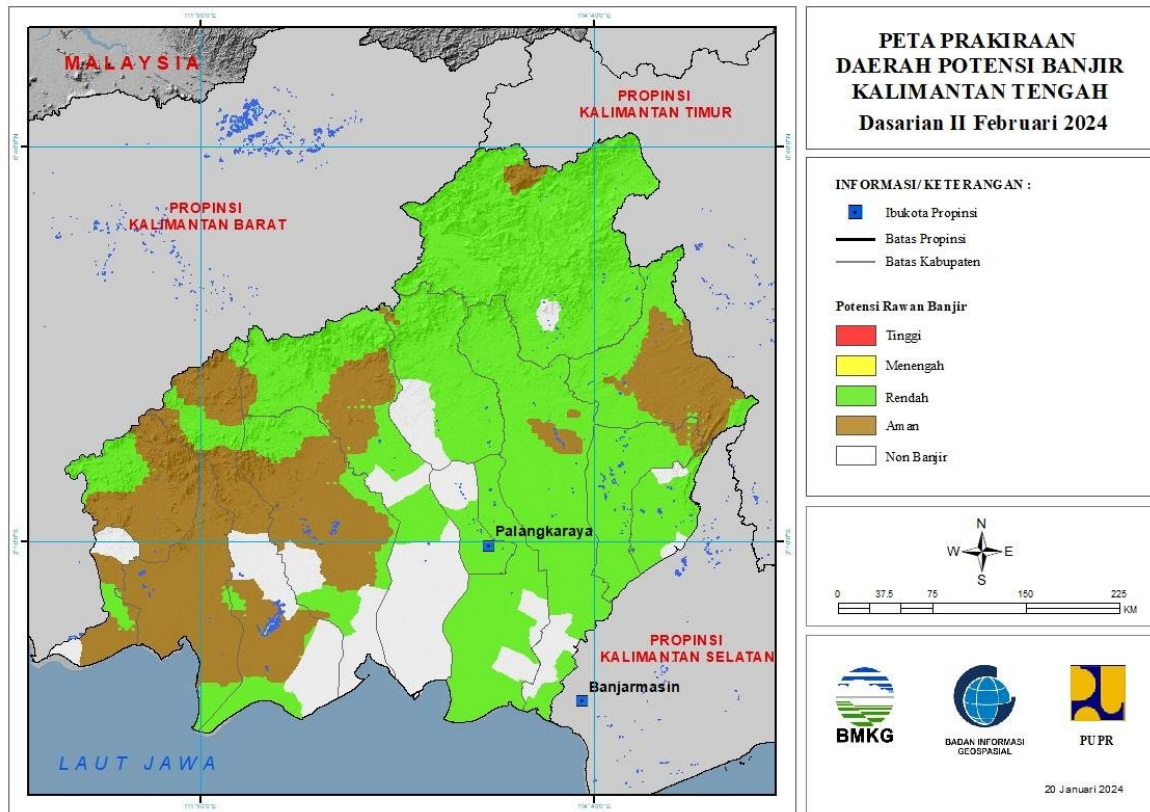 MALAYSIA
PROPINSI
KALIMANTAN TIMUR
PROPINSI
KALIMANTAN BARAT
Palangkaraya
PROPINSI
KALIMANTAN SELATAN
Banjarmasin
LAUT JAWA
PETA PRAKIRAAN
DAERAH POTENSI BANJIR
KALIMANTAN TENGAH
Dasarian II Februari 2024
INFORMASI/KETERANGAN :
Ibukota Propinsi
Batas Propinsi
Batas Kabupaten
Potensi Rawan Banjir
Tinggi
Menengah
Rendah
Aman
Non Banjir
N
W E
S
0 37.5 75 150 225
KM
BMKG
BADAN INFORMASI
GEOSPASIAL
PUPR
20 Januari 2024